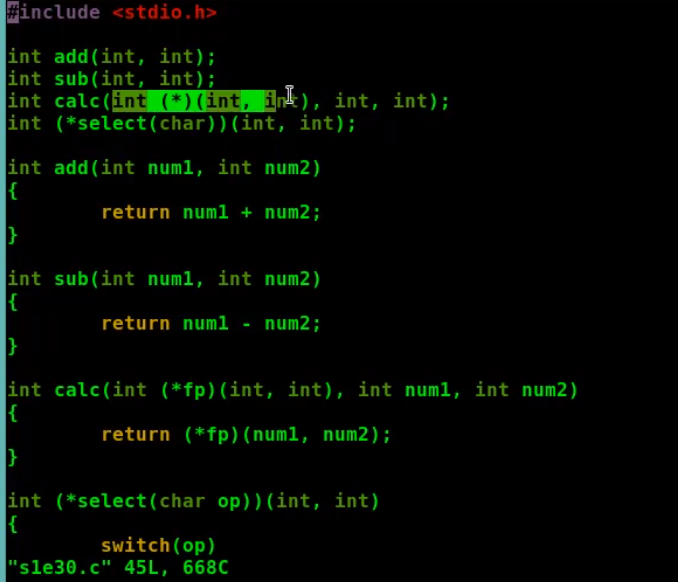 #include <stdio.h>
int add(int, int);
int sub(int, int);
int calc(int (*)(int, int), int, int);
int (*select(char))(int, int);
int add(int num1, int num2)
{
return num1 + num2;
}
int sub(int num1, int num2)
{
return num1 - num2;
}
int calc(int (*fp)(int, int), int num1, int num2)
{
return (*fp)(num1, num2);
}
int (*select(char op))(int, int)
{
switch(op)
"s1e30.c" 45L, 668C